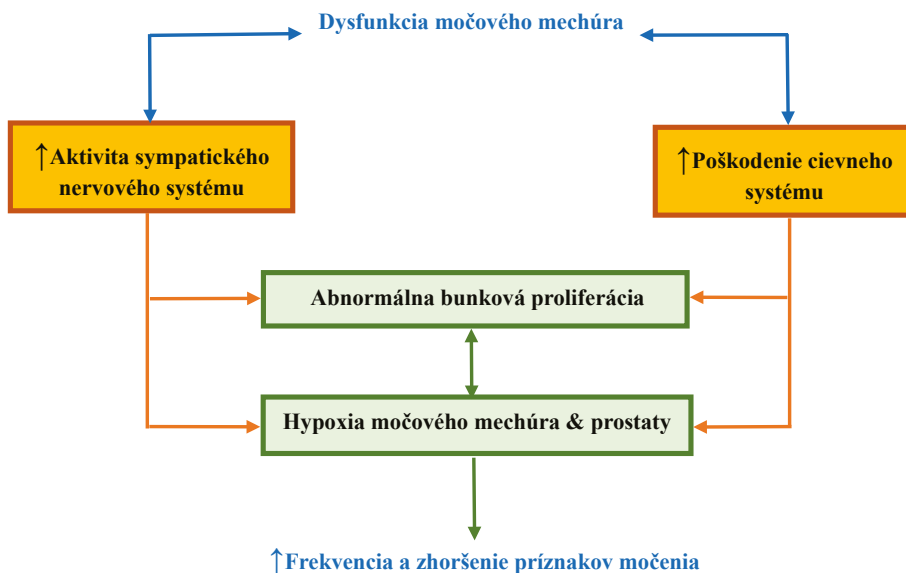 Dysfunkcia močového mechúra
↑Aktivita sympatického
nervového systému
↑Poškodenie cievneho
systému
Abnormálna bunková proliferácia
Hypoxia močového mechúra & prostaty
↑Frekvencia a zhoršenie príznakov močenia